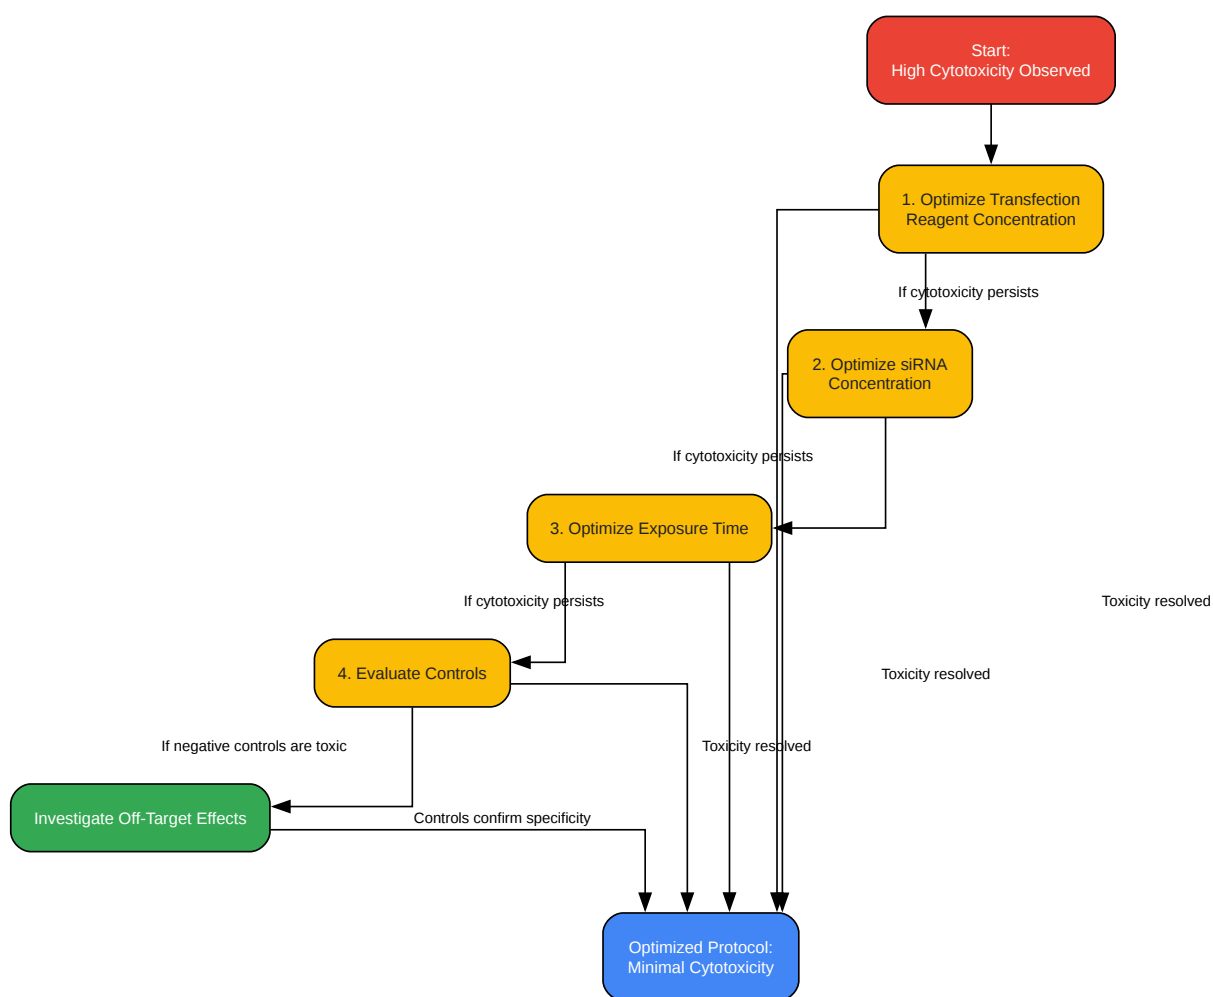 Start:
High Cytotoxicity Observed
1. Optimize Transfection
Reagent Concentration
If cytotoxicity persists
2. Optimize siRNA
Concentration
If cytotoxicity persists
3. Optimize Exposure Time
If cytotoxicity persists
Toxicity resolved
4. Evaluate Controls
Toxicity resolved
If negative controls are toxic
Toxicity resolved
Investigate Off-Target Effects
Controls confirm specificity
Optimized Protocol:
Minimal Cytotoxicity